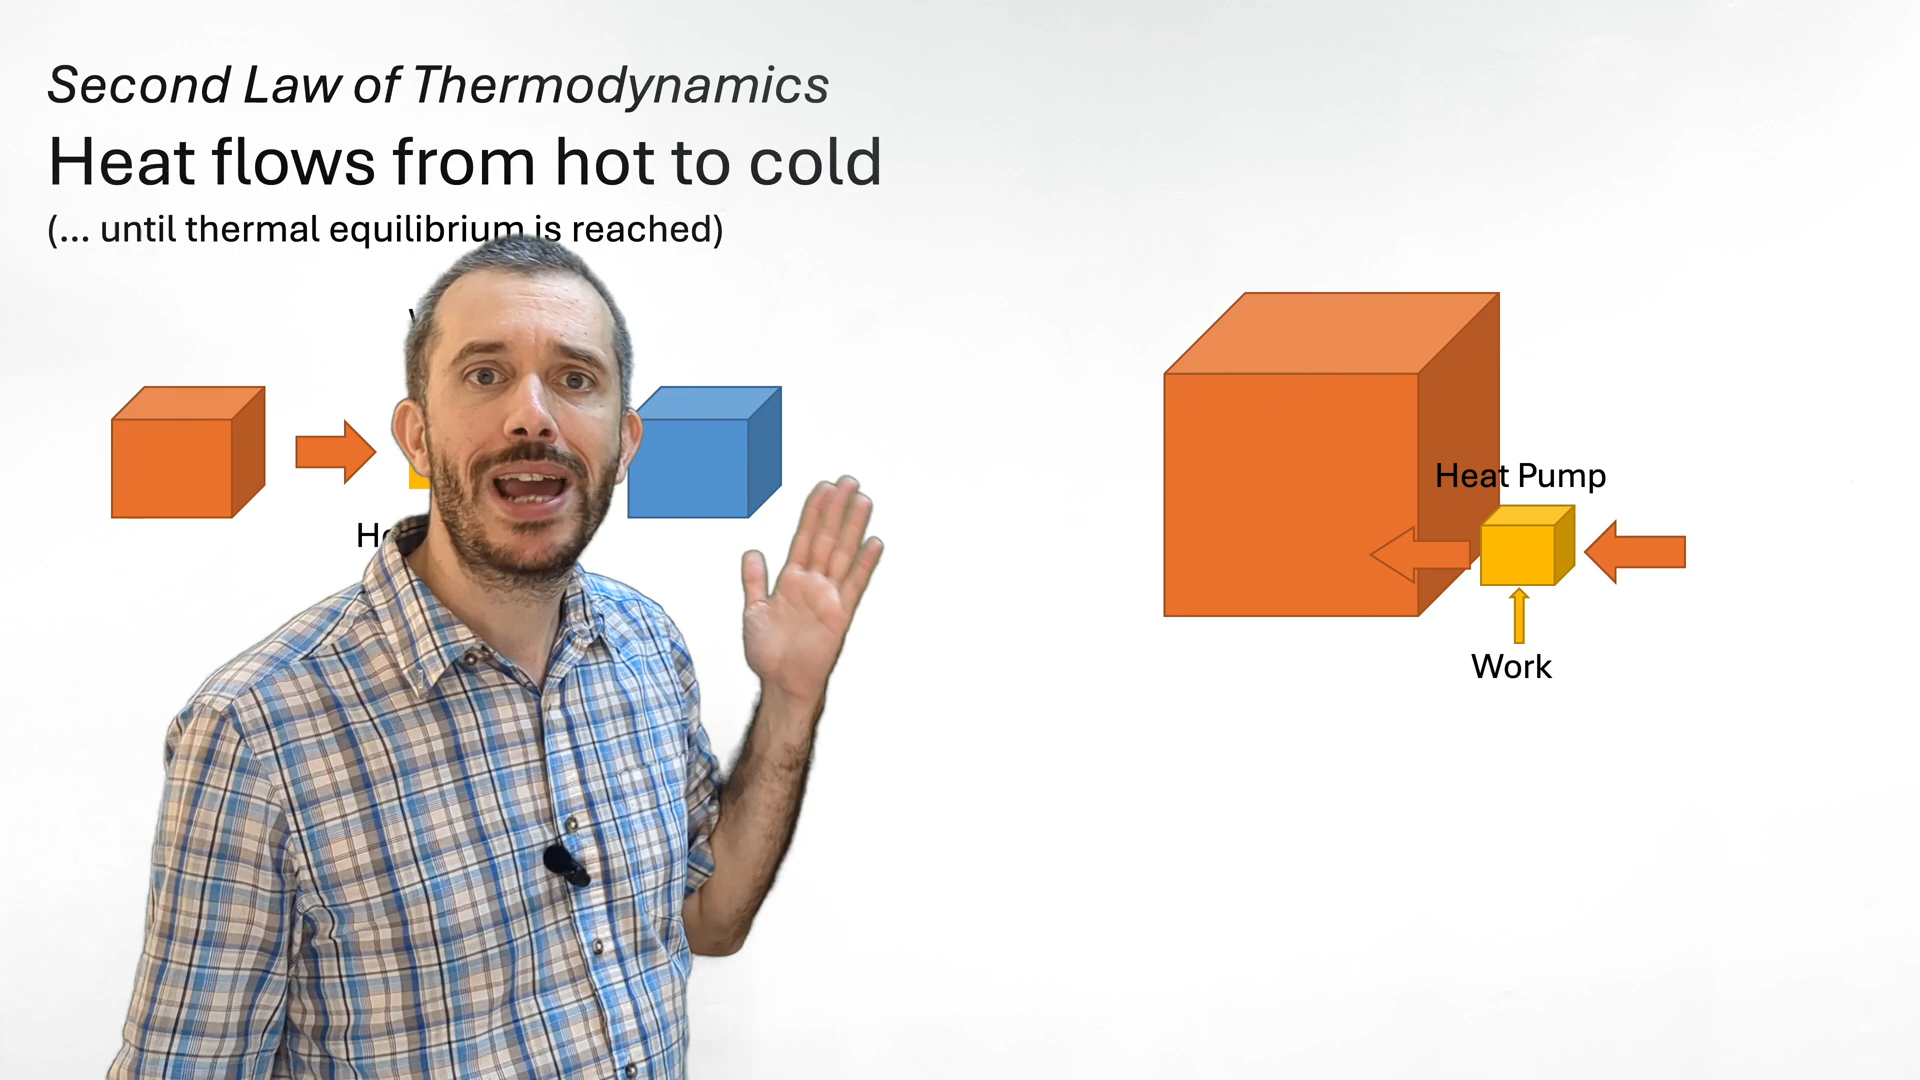 Second Law of Thermodynamics
Heat flows from hot to cold
(... until thermal equilibrium is reached)
Heat Pump
Work